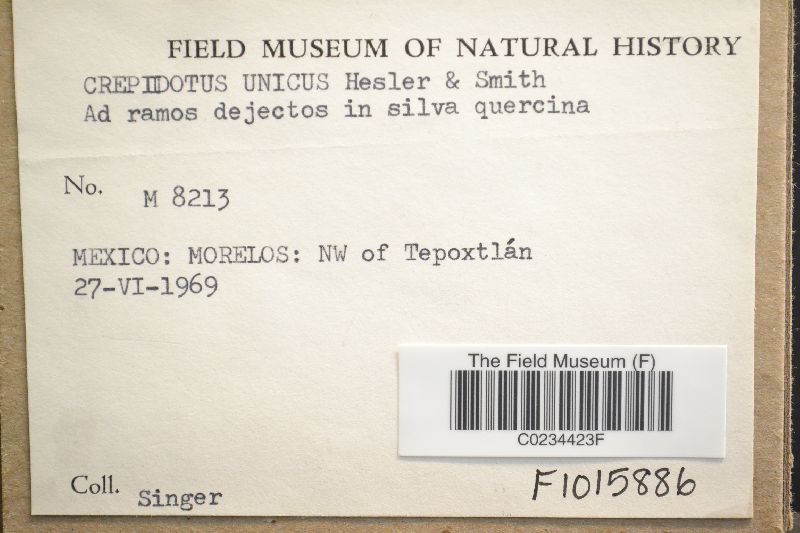 FIELD MUSEUM OF NATURAL HISTORY
CREPIDOTUS UNICUS Hesler & Smith
Ad ramos dejectos in silva quercina
No. M 8213
MEXICO: MORELOS: NW of Tepoxtlán
27-VI-1969
The Field Museum (F)
C0234423F
F1015886
Coll. Singer